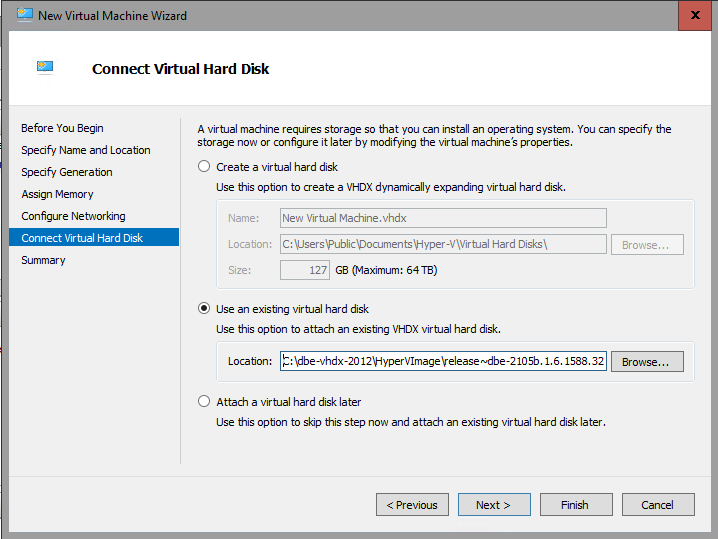 New Virtual Machine Wizard
Connect Virtual Hard Disk
Before You Begin
Specify Name and Location
Specify Generation
Assign Memory
Configure Networking
Connect Virtual Hard Disk
Summary
A virtual machine requires storage so that you can install an operating system. You can specify the
storage now or configure it later by modifying the virtual machine's properties.
Create a virtual hard disk
Use this option to create a VHDX dynamically expanding virtual hard disk.
Name: New Virtual Machine.vhdx
Location: C:\Users\Public\Documents\Hyper-V\Virtual Hard Disks\ Browse...
Size: 127 GB (Maximum: 64 TB)
Use an existing virtual hard disk
Use this option to attach an existing VHDX virtual hard disk.
Location: C:\dbe-vhdx-2012\HyperVImage\release~dbe-2105b.1.6.1588.32 Browse...
Attach a virtual hard disk later
Use this option to skip this step now and attach an existing virtual hard disk later.
< Previous Next > Finish Cancel